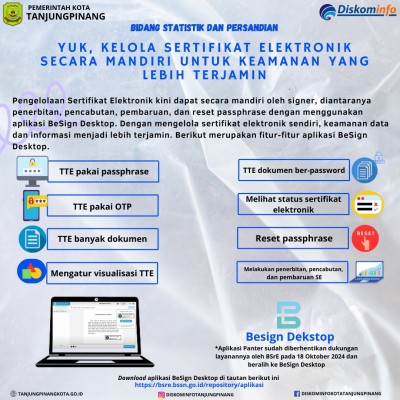 PEMERINTAH KOTA
TANJUNGPINANG
Diskominfo
BIDANG STATISTIK DAN PERSANDIAN
YUK, KELOLA SERTIFIKAT ELEKTRONIK
SECARA MANDIRI UNTUK KEAMANAN YANG
LEBIH TERJAMIN
Pengelolaan Sertifikat Elektronik kini dapat secara mandiri oleh signer, diantaranya
penerbitan, pencabutan, pembaruan, dan reset passphrase dengan menggunakan
aplikasi BeSign Desktop. Dengan mengelola sertifikat elektronik sendiri, keamanan data
dan informasi menjadi lebih terjamin. Berikut merupakan fitur-fitur aplikasi BeSign
Desktop.
TTE pakai passphrase
TTE pakai OTP
TTE banyak dokumen
Mengatur visualisasi TTE
TTE dokumen ber-password
Melihat status sertifikat
elektronik
Reset passphrase
RESET
Melakukan penerbitan, pencabutan,
dan pembaruan SE
Besign Dekstop
*Aplikasi Panter sudah diberhentikan dukungan
layanannya oleh BSrE pada 18 Oktober 2024 dan
beralih ke BeSign Desktop
Download aplikasi BeSign Desktop di tautan berikut ini
https://bsre.bssn.go.id/repository/aplikasi
TANJUNGPINANGKOTA.GO.ID
DISKOMINFOKOTATANJUNGPINANG
DISKOMINFOKOTATANJUNGPINANG